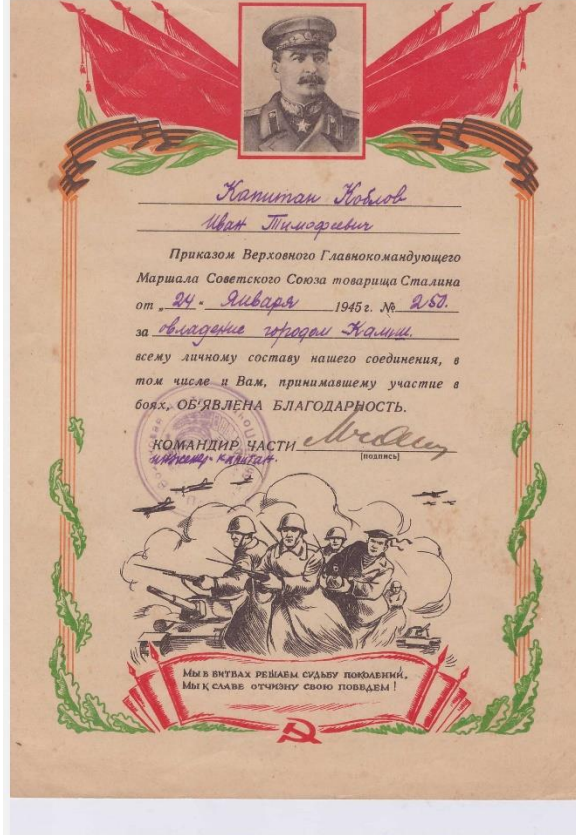 Капитан Коблов
Иван Тимофеевич
Приказом Верховного Главнокомандующего
Маршала Советского Союза товарища Сталина
от „24“ Января 1945 г. № 250.
за овладение городом Калиш.
всему личному составу нашего соединения, в
том числе и Вам, принимавшему участие в
боях, ОБ'ЯВЛЕНА БЛАГОДАРНОСТЬ.
КОМАНДИР ЧАСТИ
инженер-капитан.
[подпись]
МЫ В БИТВАХ РЕШАЕМ СУДЬБУ ПОКОЛЕНИЙ,
МЫ К СЛАВЕ ОТЧИЗНУ СВОЮ ПОВЕДЕМ!